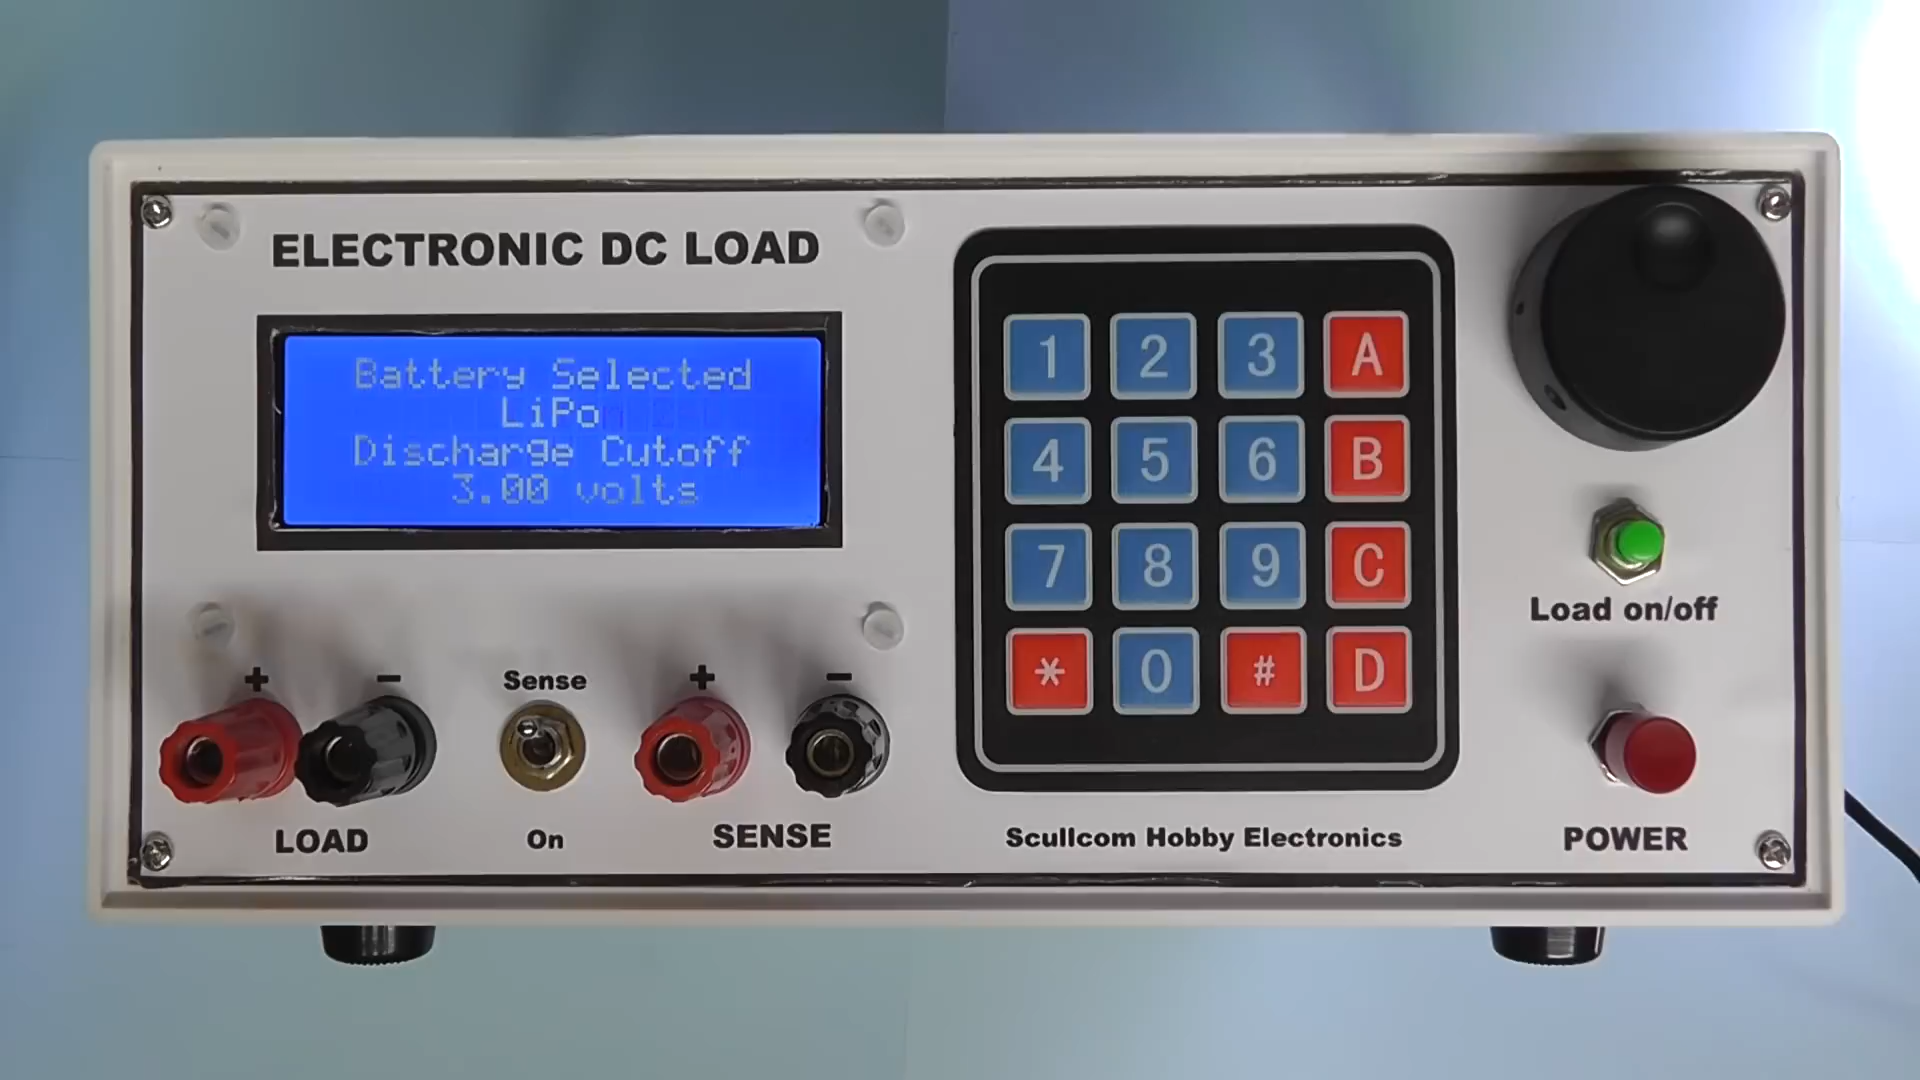 ELECTRONIC DC LOAD
Battery Selected
LiPo
Discharge Cutoff
3.00 volts
1 2 3 A
4 5 6 B
7 8 9 C
* 0 # D
Load on/off
+ − Sense + −
LOAD On SENSE
Scullcom Hobby Electronics
POWER